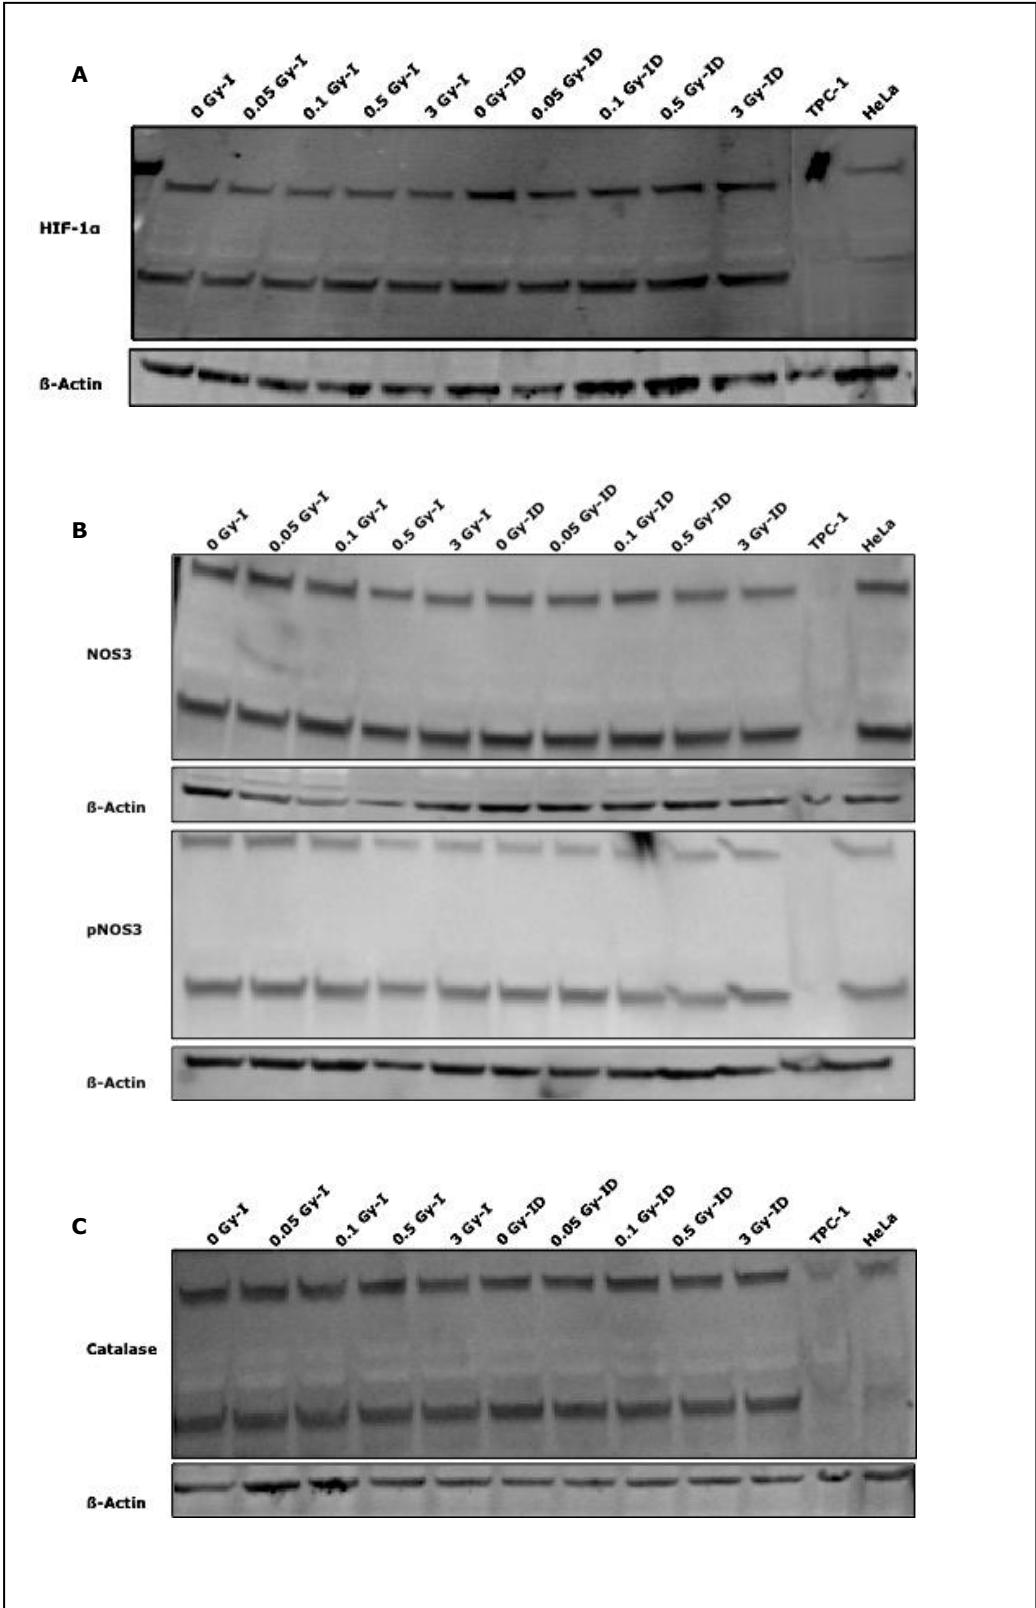 A
0 Gy-I 0.05 Gy-I 0.1 Gy-I 0.5 Gy-I 3 Gy-I 0 Gy-ID 0.05 Gy-ID 0.1 Gy-ID 0.5 Gy-ID 3 Gy-ID TPC-1 HeLa
HIF-1α
ß-Actin
B
0 Gy-I 0.05 Gy-I 0.1 Gy-I 0.5 Gy-I 3 Gy-I 0 Gy-ID 0.05 Gy-ID 0.1 Gy-ID 0.5 Gy-ID 3 Gy-ID TPC-1 HeLa
NOS3
ß-Actin
pNOS3
ß-Actin
C
0 Gy-I 0.05 Gy-I 0.1 Gy-I 0.5 Gy-I 3 Gy-I 0 Gy-ID 0.05 Gy-ID 0.1 Gy-ID 0.5 Gy-ID 3 Gy-ID TPC-1 HeLa
Catalase
ß-Actin